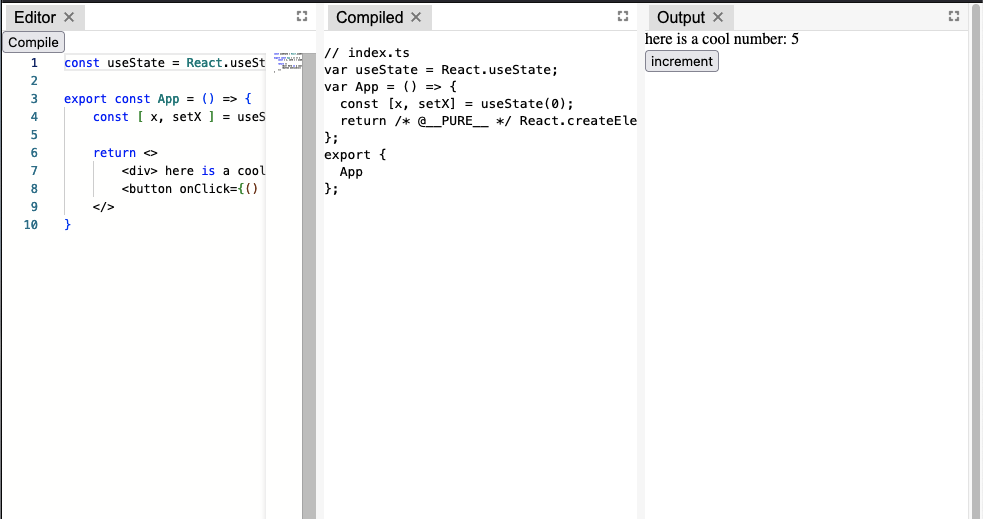 Editor ×
Compile
1 const useState = React.useSt
2
3 export const App = () => {
4 const [ x, setX ] = useS
5
6 return <>
7 <div> here is a cool
8 <button onClick={()
9 </>
10 }
Compiled ×
// index.ts
var useState = React.useState;
var App = () => {
const [x, setX] = useState(0);
return /* @__PURE__ */ React.createEle
};
export {
App
};
Output ×
here is a cool number: 5
increment